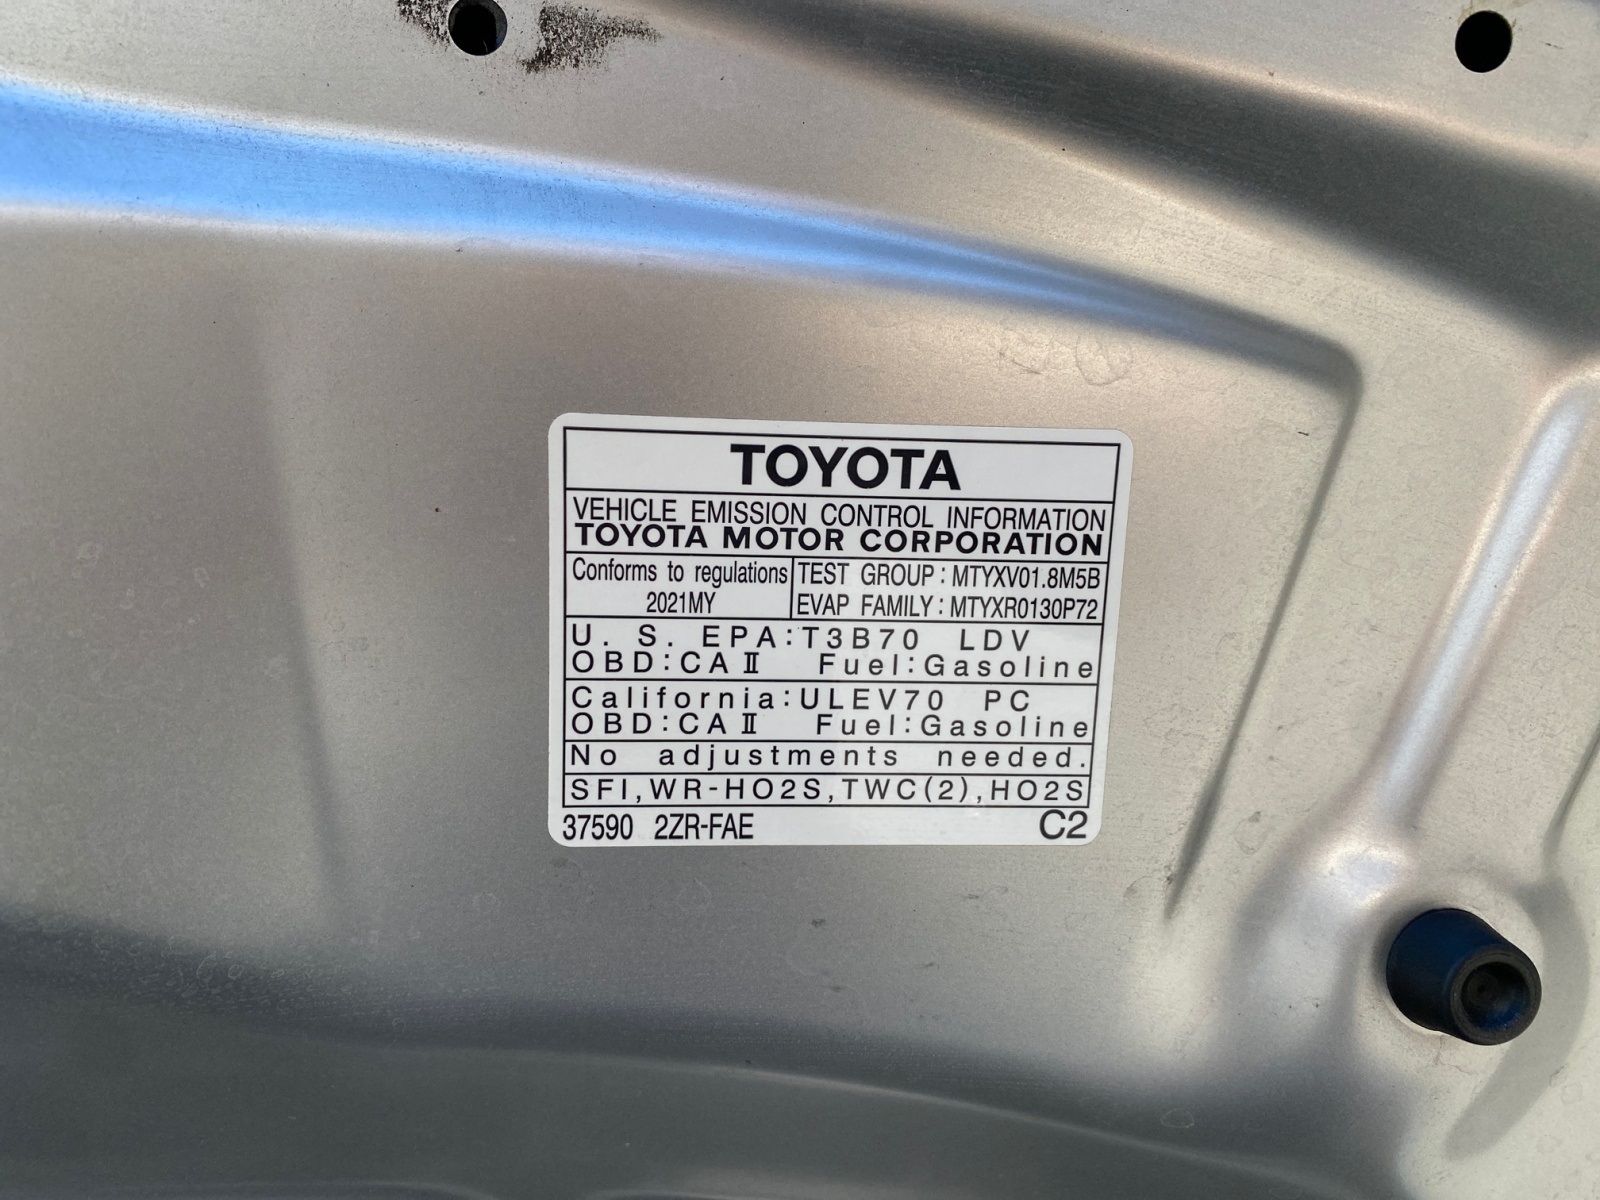 TOYOTA
VEHICLE EMISSION CONTROL INFORMATION
TOYOTA MOTOR CORPORATION
Conforms to regulations
2021MY
TEST GROUP : MTYXV01.8M5B
EVAP FAMILY : MTYXR0130P72
U. S. EPA:T3B70 LDV
OBD:CAⅡ Fuel:Gasoline
California:ULEV70 PC
OBD:CAⅡ Fuel:Gasoline
No adjustments needed.
SFI,WR-HO2S,TWC(2),HO2S
37590 2ZR-FAE C2